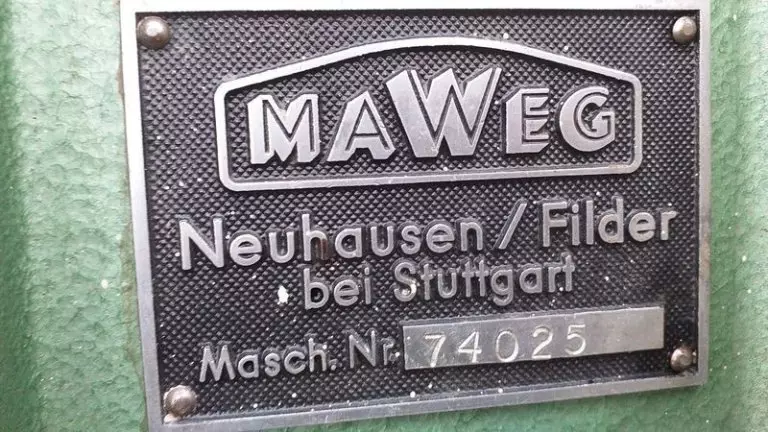 MAWEG
Neuhausen / Filder
bei Stuttgart
Masch. Nr. 74025